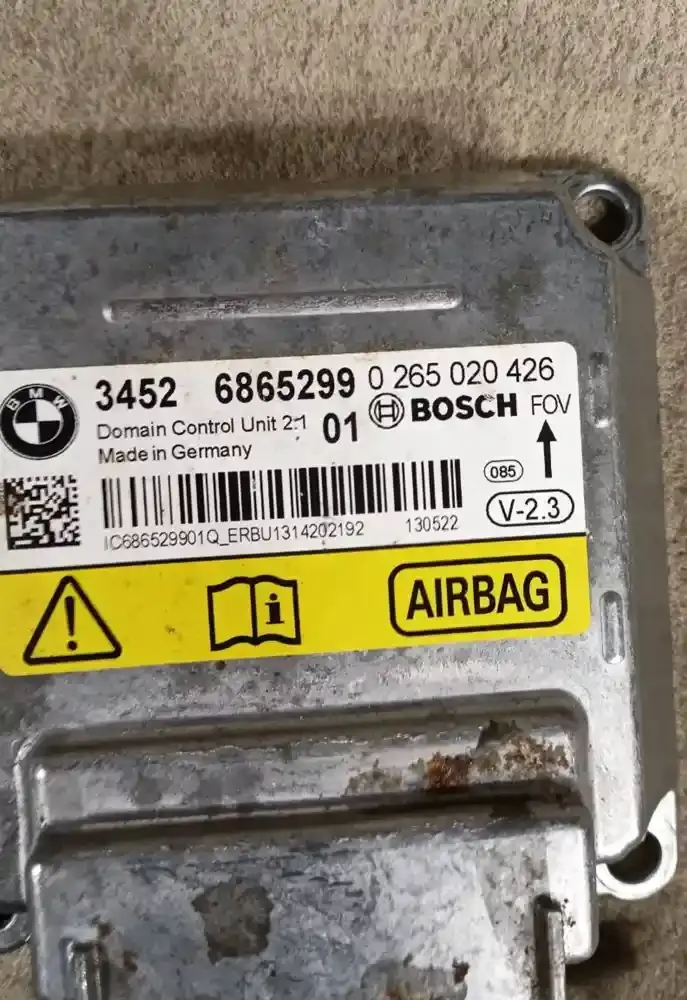 BMW
3452 6865299 0 265 020 426
Domain Control Unit 2.1 01 BOSCH FOV
Made in Germany
085
V-2.3
IC686529901Q_ERBU1314202192 130522
AIRBAG